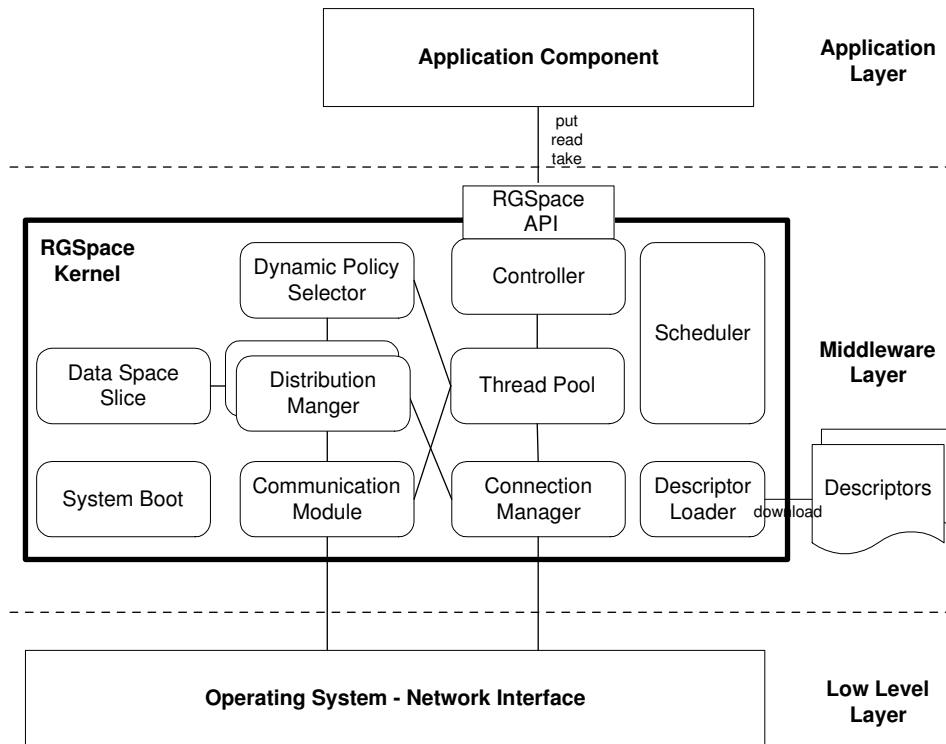 Application Component
Application
Layer
put
read
take
RGSpace
API
RGSpace
Kernel
Dynamic Policy
Selector
Controller
Scheduler
Middleware
Layer
Data Space
Slice
Distribution
Manger
Thread Pool
System Boot
Communication
Module
Connection
Manager
Descriptor
Loader
download
Descriptors
Operating System - Network Interface
Low Level
Layer